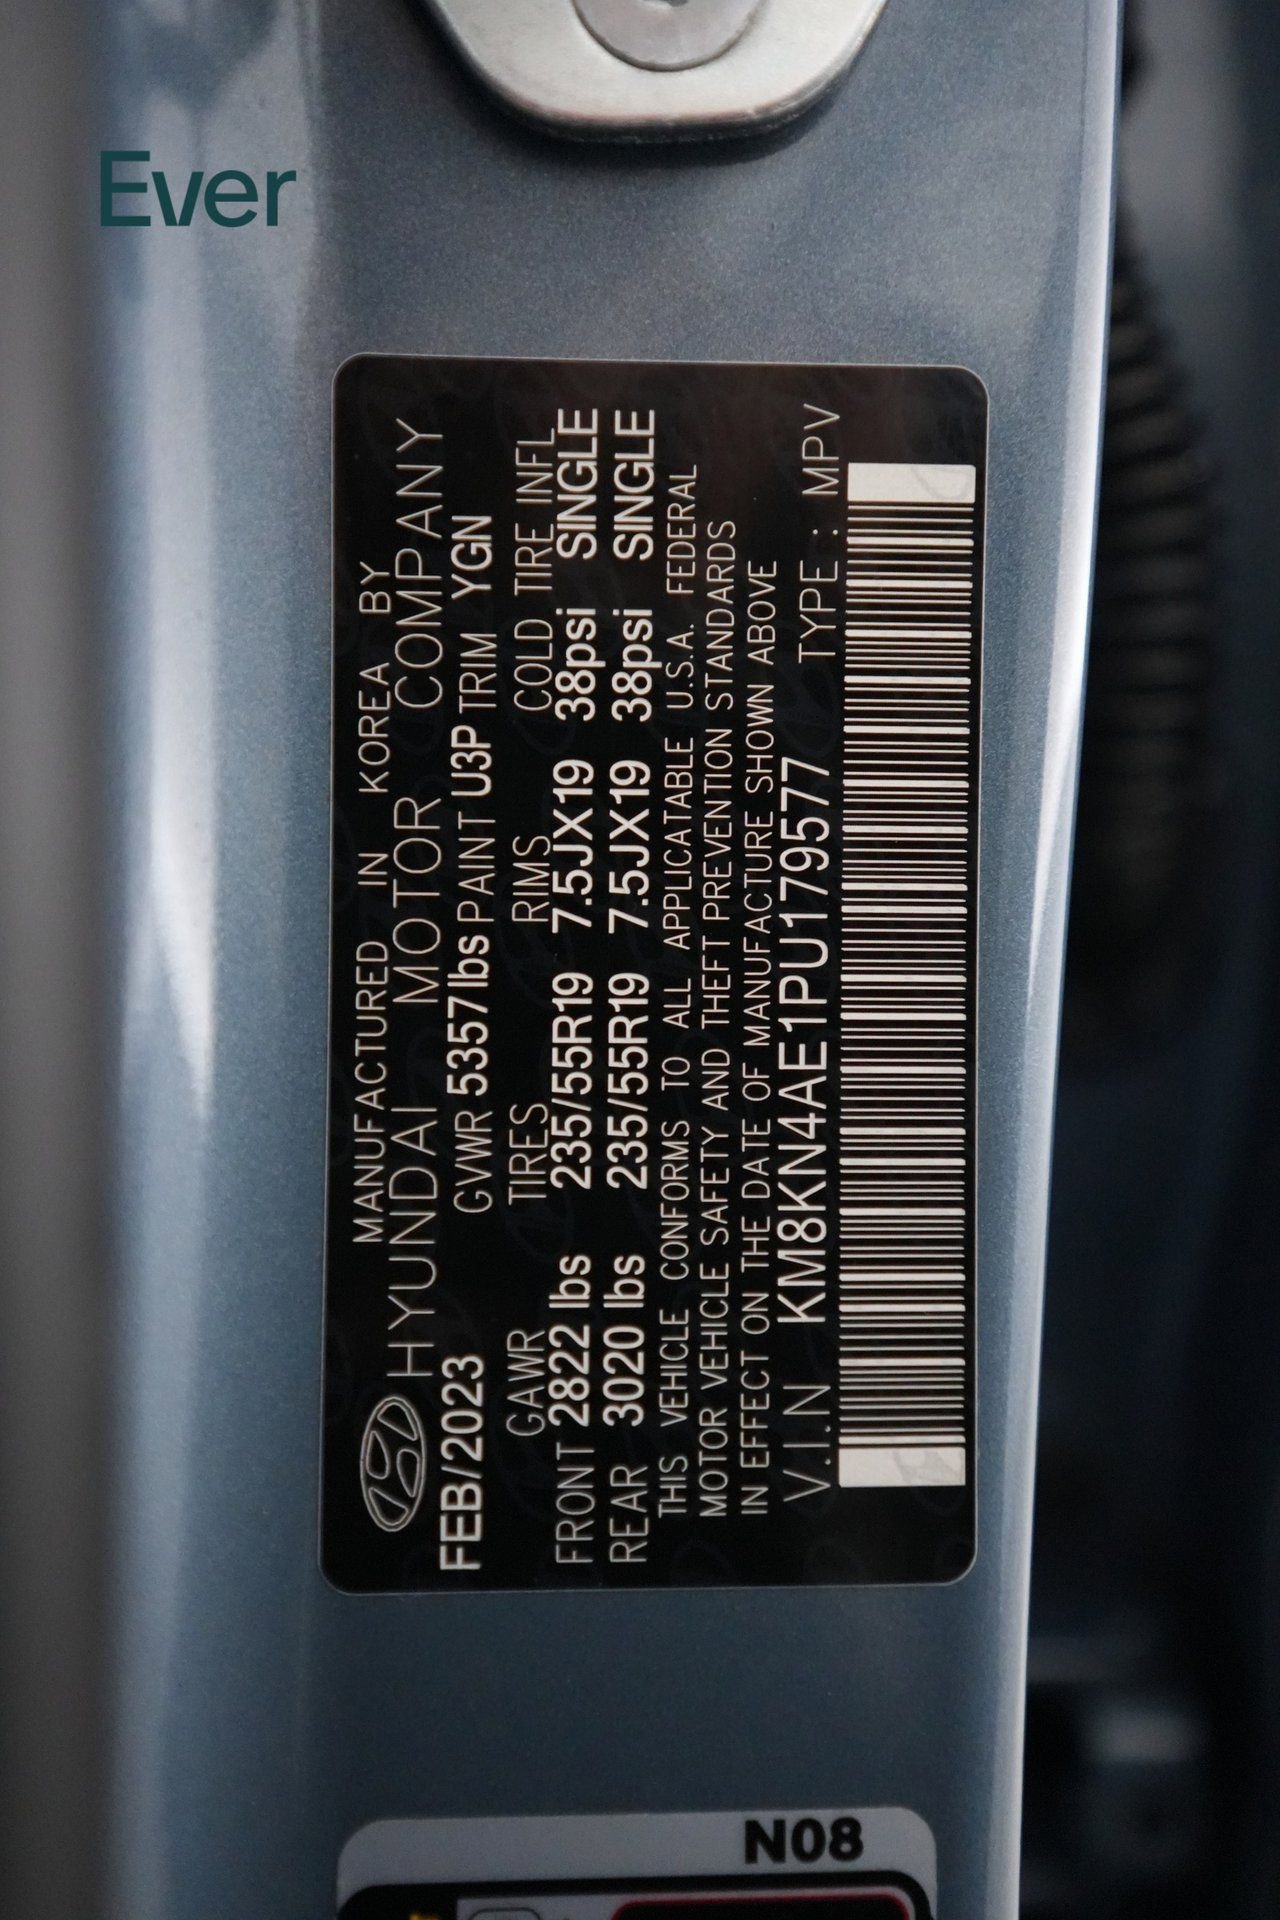 Ever
MANUFACTURED IN KOREA BY
HYUNDAI MOTOR COMPANY
FEB/2023 GVWR 5357 lbs PAINT U3P TRIM YGN
GAWR TIRES RIMS COLD TIRE INFL
FRONT 2822 lbs 235/55R19 7.5JX19 38psi SINGLE
REAR 3020 lbs 235/55R19 7.5JX19 38psi SINGLE
THIS VEHICLE CONFORMS TO ALL APPLICATABLE U.S.A. FEDERAL
MOTOR VEHICLE SAFETY AND THEFT PREVENTION STANDARDS
IN EFFECT ON THE DATE OF MANUFACTURE SHOWN ABOVE
V.I.N KM8KN4AE1PU179577 TYPE : MPV
N08